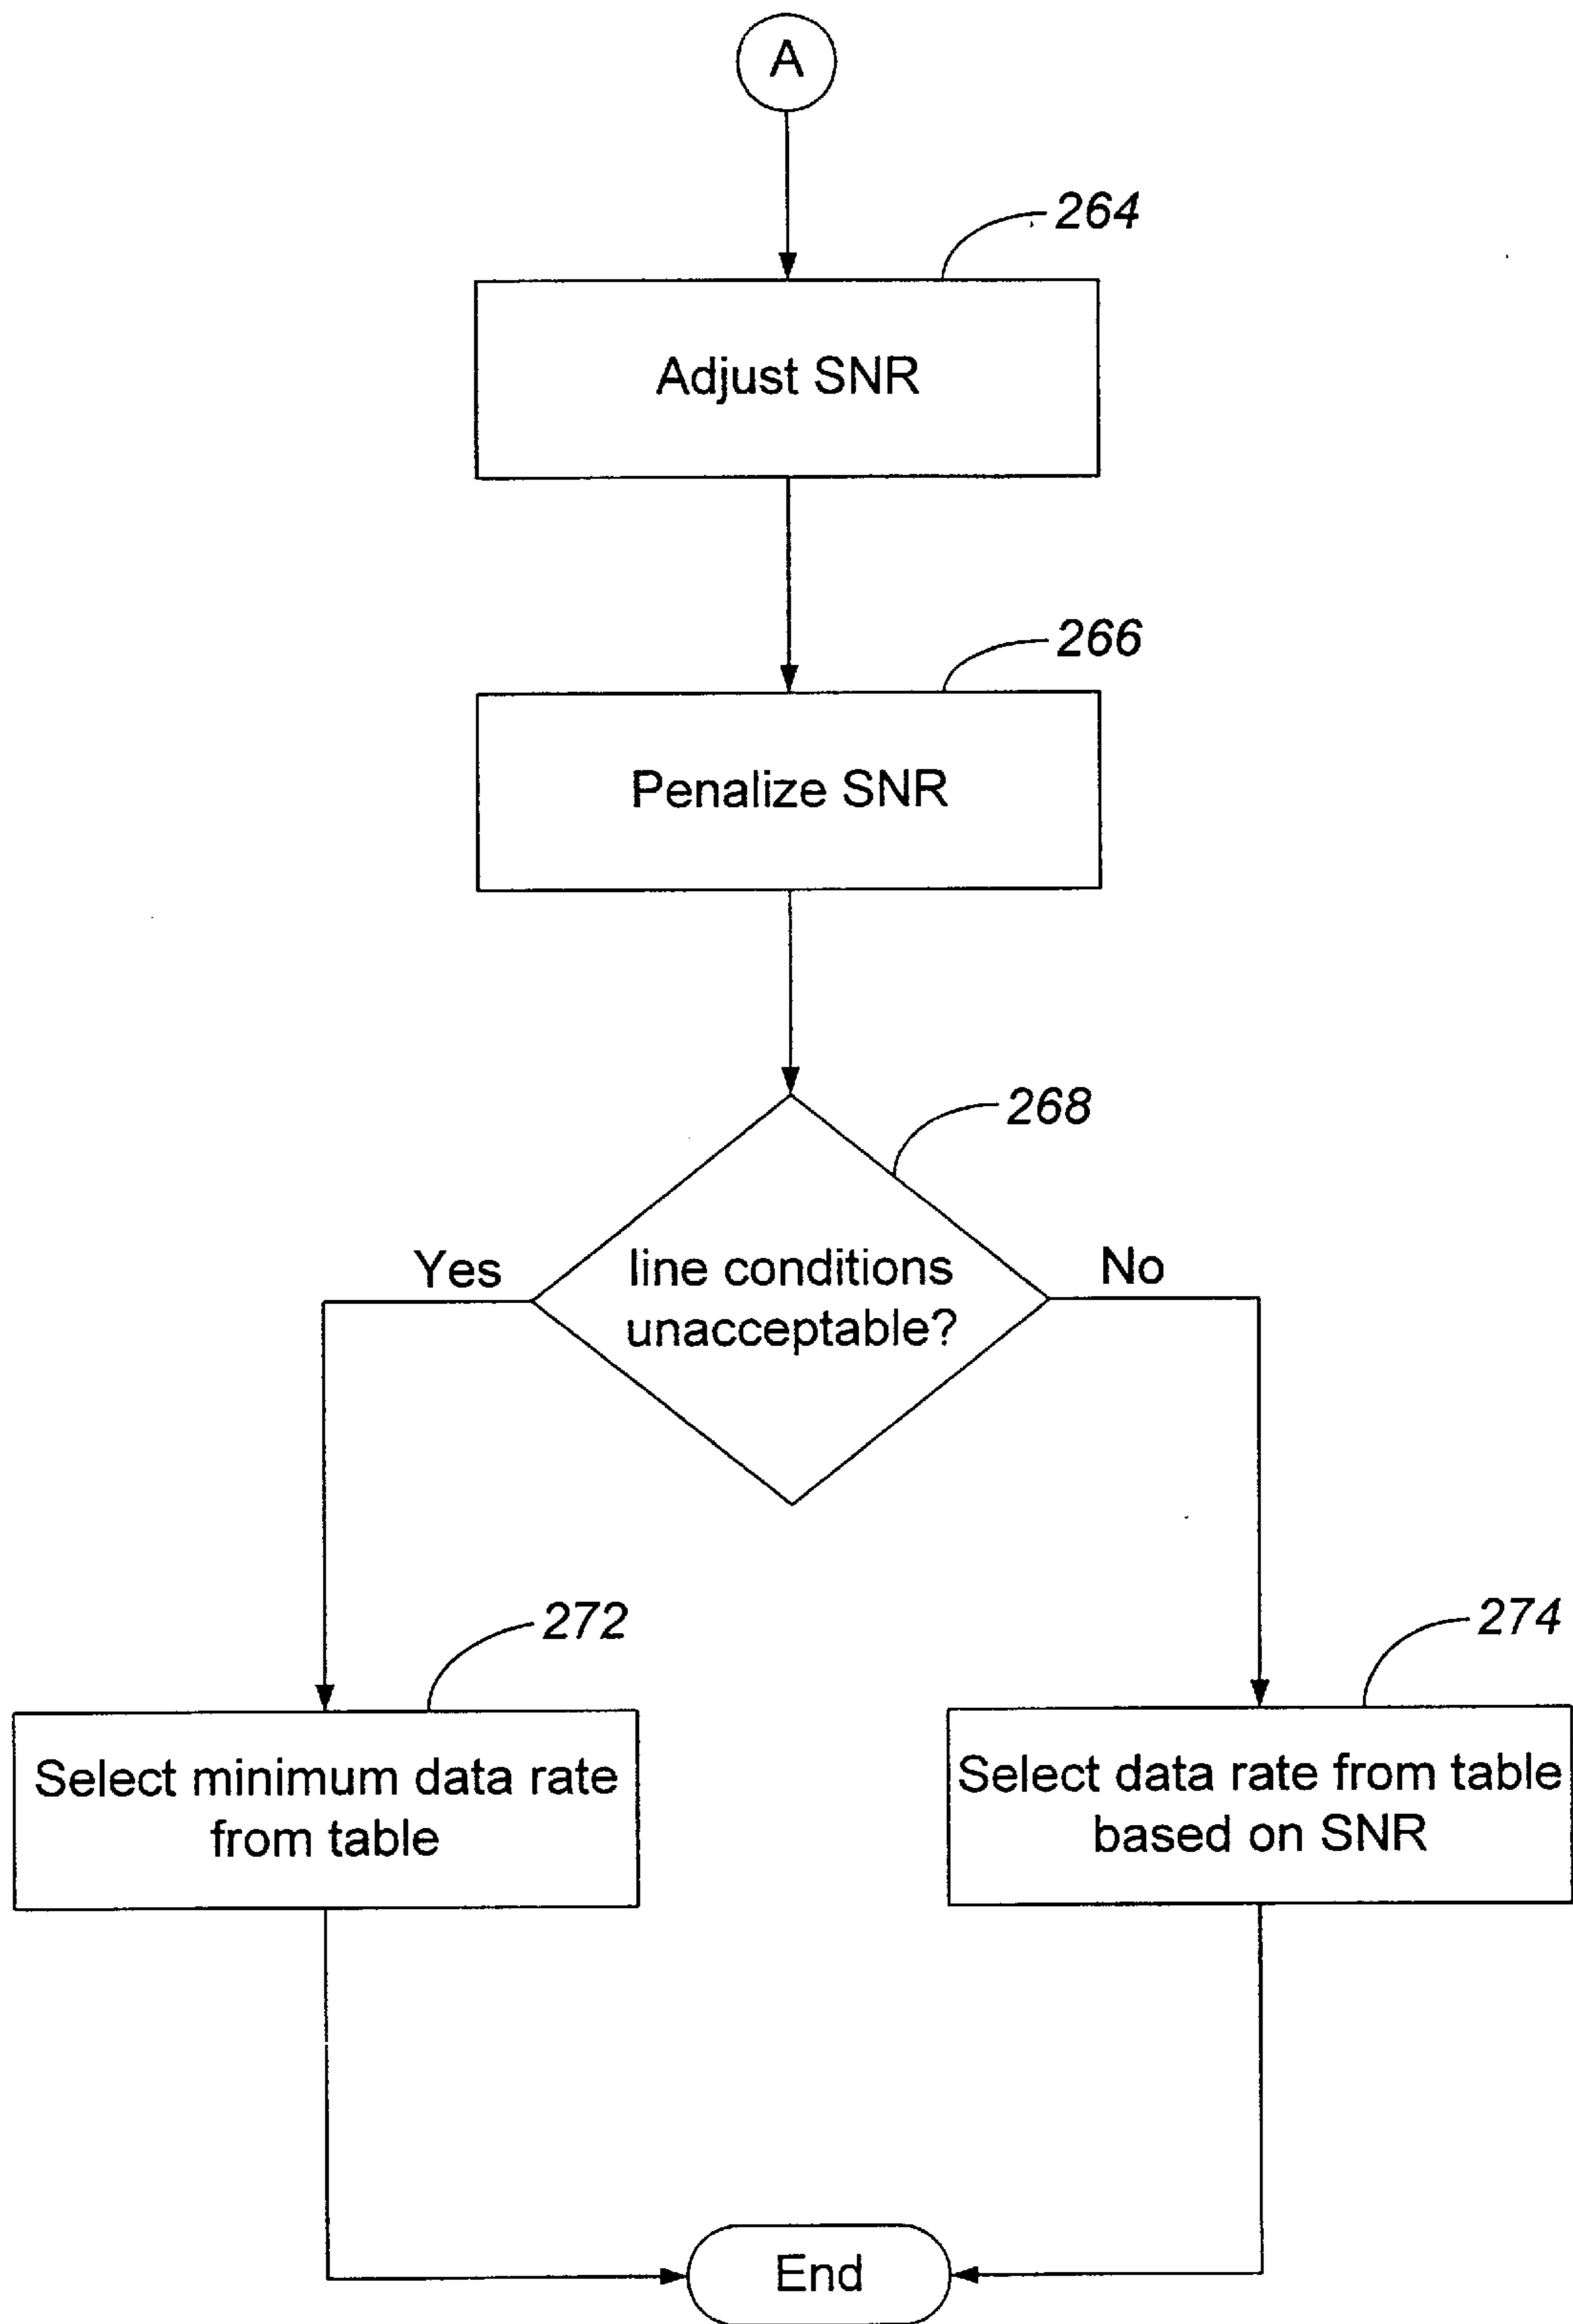 A
264
Adjust SNR
266
Penalize SNR
268
Yes
line conditions
unacceptable?
No
272
274
Select minimum data rate
from table
Select data rate from table
based on SNR
End